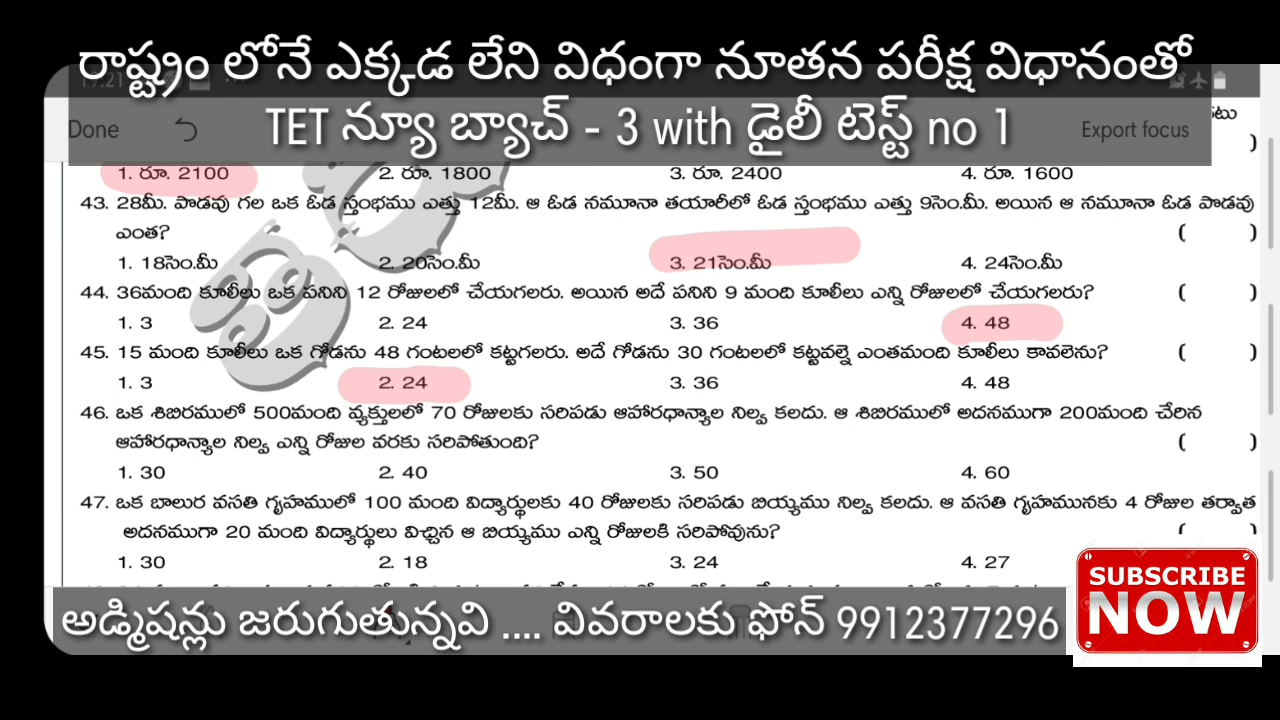 రాష్ట్రం లోనే ఎక్కడ లేని విధంగా నూతన పరీక్ష విధానంతో
TET న్యూ బ్యాచ్ - 3 with డైలీ టెస్ట్ no 1
Done Export focus
)
1. రూ. 2100 2. రూ. 1800 3. రూ. 2400 4. రూ. 1600
43. 28మీ. పొడవు గల ఒక ఓడ స్తంభము ఎత్తు 12మీ. ఆ ఓడ నమూనా తయారీలో ఓడ స్తంభము ఎత్తు 9సెం.మీ. అయిన ఆ నమూనా ఓడ పొడవు
ఎంత? ( )
1. 18సెం.మీ 2. 20సెం.మీ 3. 21సెం.మీ 4. 24సెం.మీ
44. 36మంది కూలీలు ఒక పనిని 12 రోజులలో చేయగలరు. అయిన అదే పనిని 9 మంది కూలీలు ఎన్ని రోజులలో చేయగలరు? ( )
1. 3 2. 24 3. 36 4. 48
45. 15 మంది కూలీలు ఒక గోడను 48 గంటలలో కట్టగలరు. అదే గోడను 30 గంటలలో కట్టవల్నె ఎంతమంది కూలీలు కావలెను? ( )
1. 3 2. 24 3. 36 4. 48
46. ఒక శిబిరములో 500మంది వ్యక్తులలో 70 రోజులకు సరిపడు ఆహారధాన్యాల నిల్వ కలదు. ఆ శిబిరములో అదనముగా 200మంది చేరిన
ఆహారధాన్యాల నిల్వ ఎన్ని రోజుల వరకు సరిపోతుంది? ( )
1. 30 2. 40 3. 50 4. 60
47. ఒక బాలుర వసతి గృహములో 100 మంది విద్యార్థులకు 40 రోజులకు సరిపడు బియ్యము నిల్వ కలదు. ఆ వసతి గృహమునకు 4 రోజుల తర్వాత
అదనముగా 20 మంది విద్యార్థులు విచ్చిన ఆ బియ్యము ఎన్ని రోజులకి సరిపోవును? ( )
1. 30 2. 18 3. 24 4. 27
అడ్మిషన్లు జరుగుతున్నవి .... వివరాలకు ఫోన్ 9912377296
SUBSCRIBE
NOW